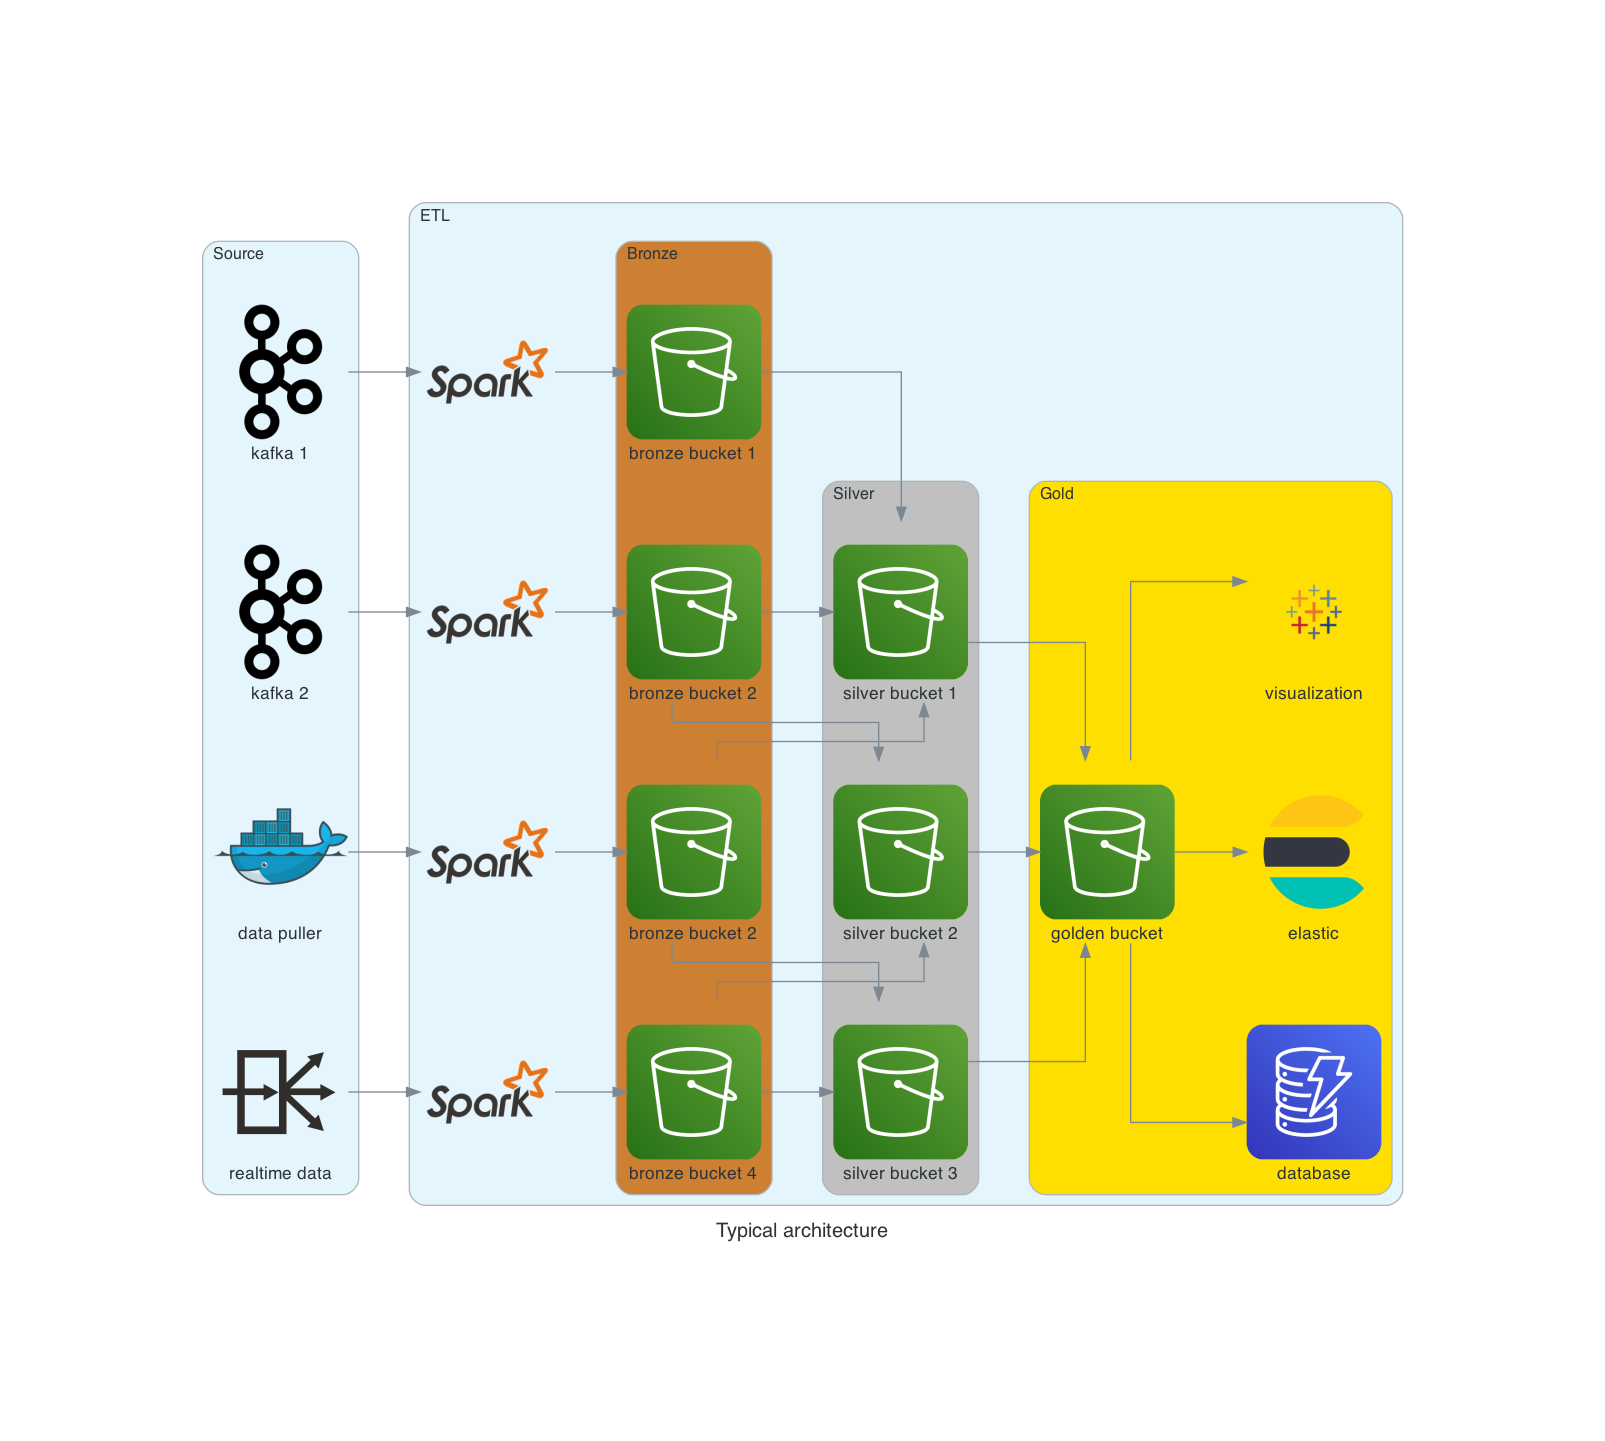 ETL
Source
Bronze
kafka 1
Spark
bronze bucket 1
Silver
Gold
kafka 2
Spark
bronze bucket 2
silver bucket 1
visualization
data puller
Spark
bronze bucket 2
silver bucket 2
golden bucket
elastic
realtime data
Spark
bronze bucket 4
silver bucket 3
database
Typical architecture